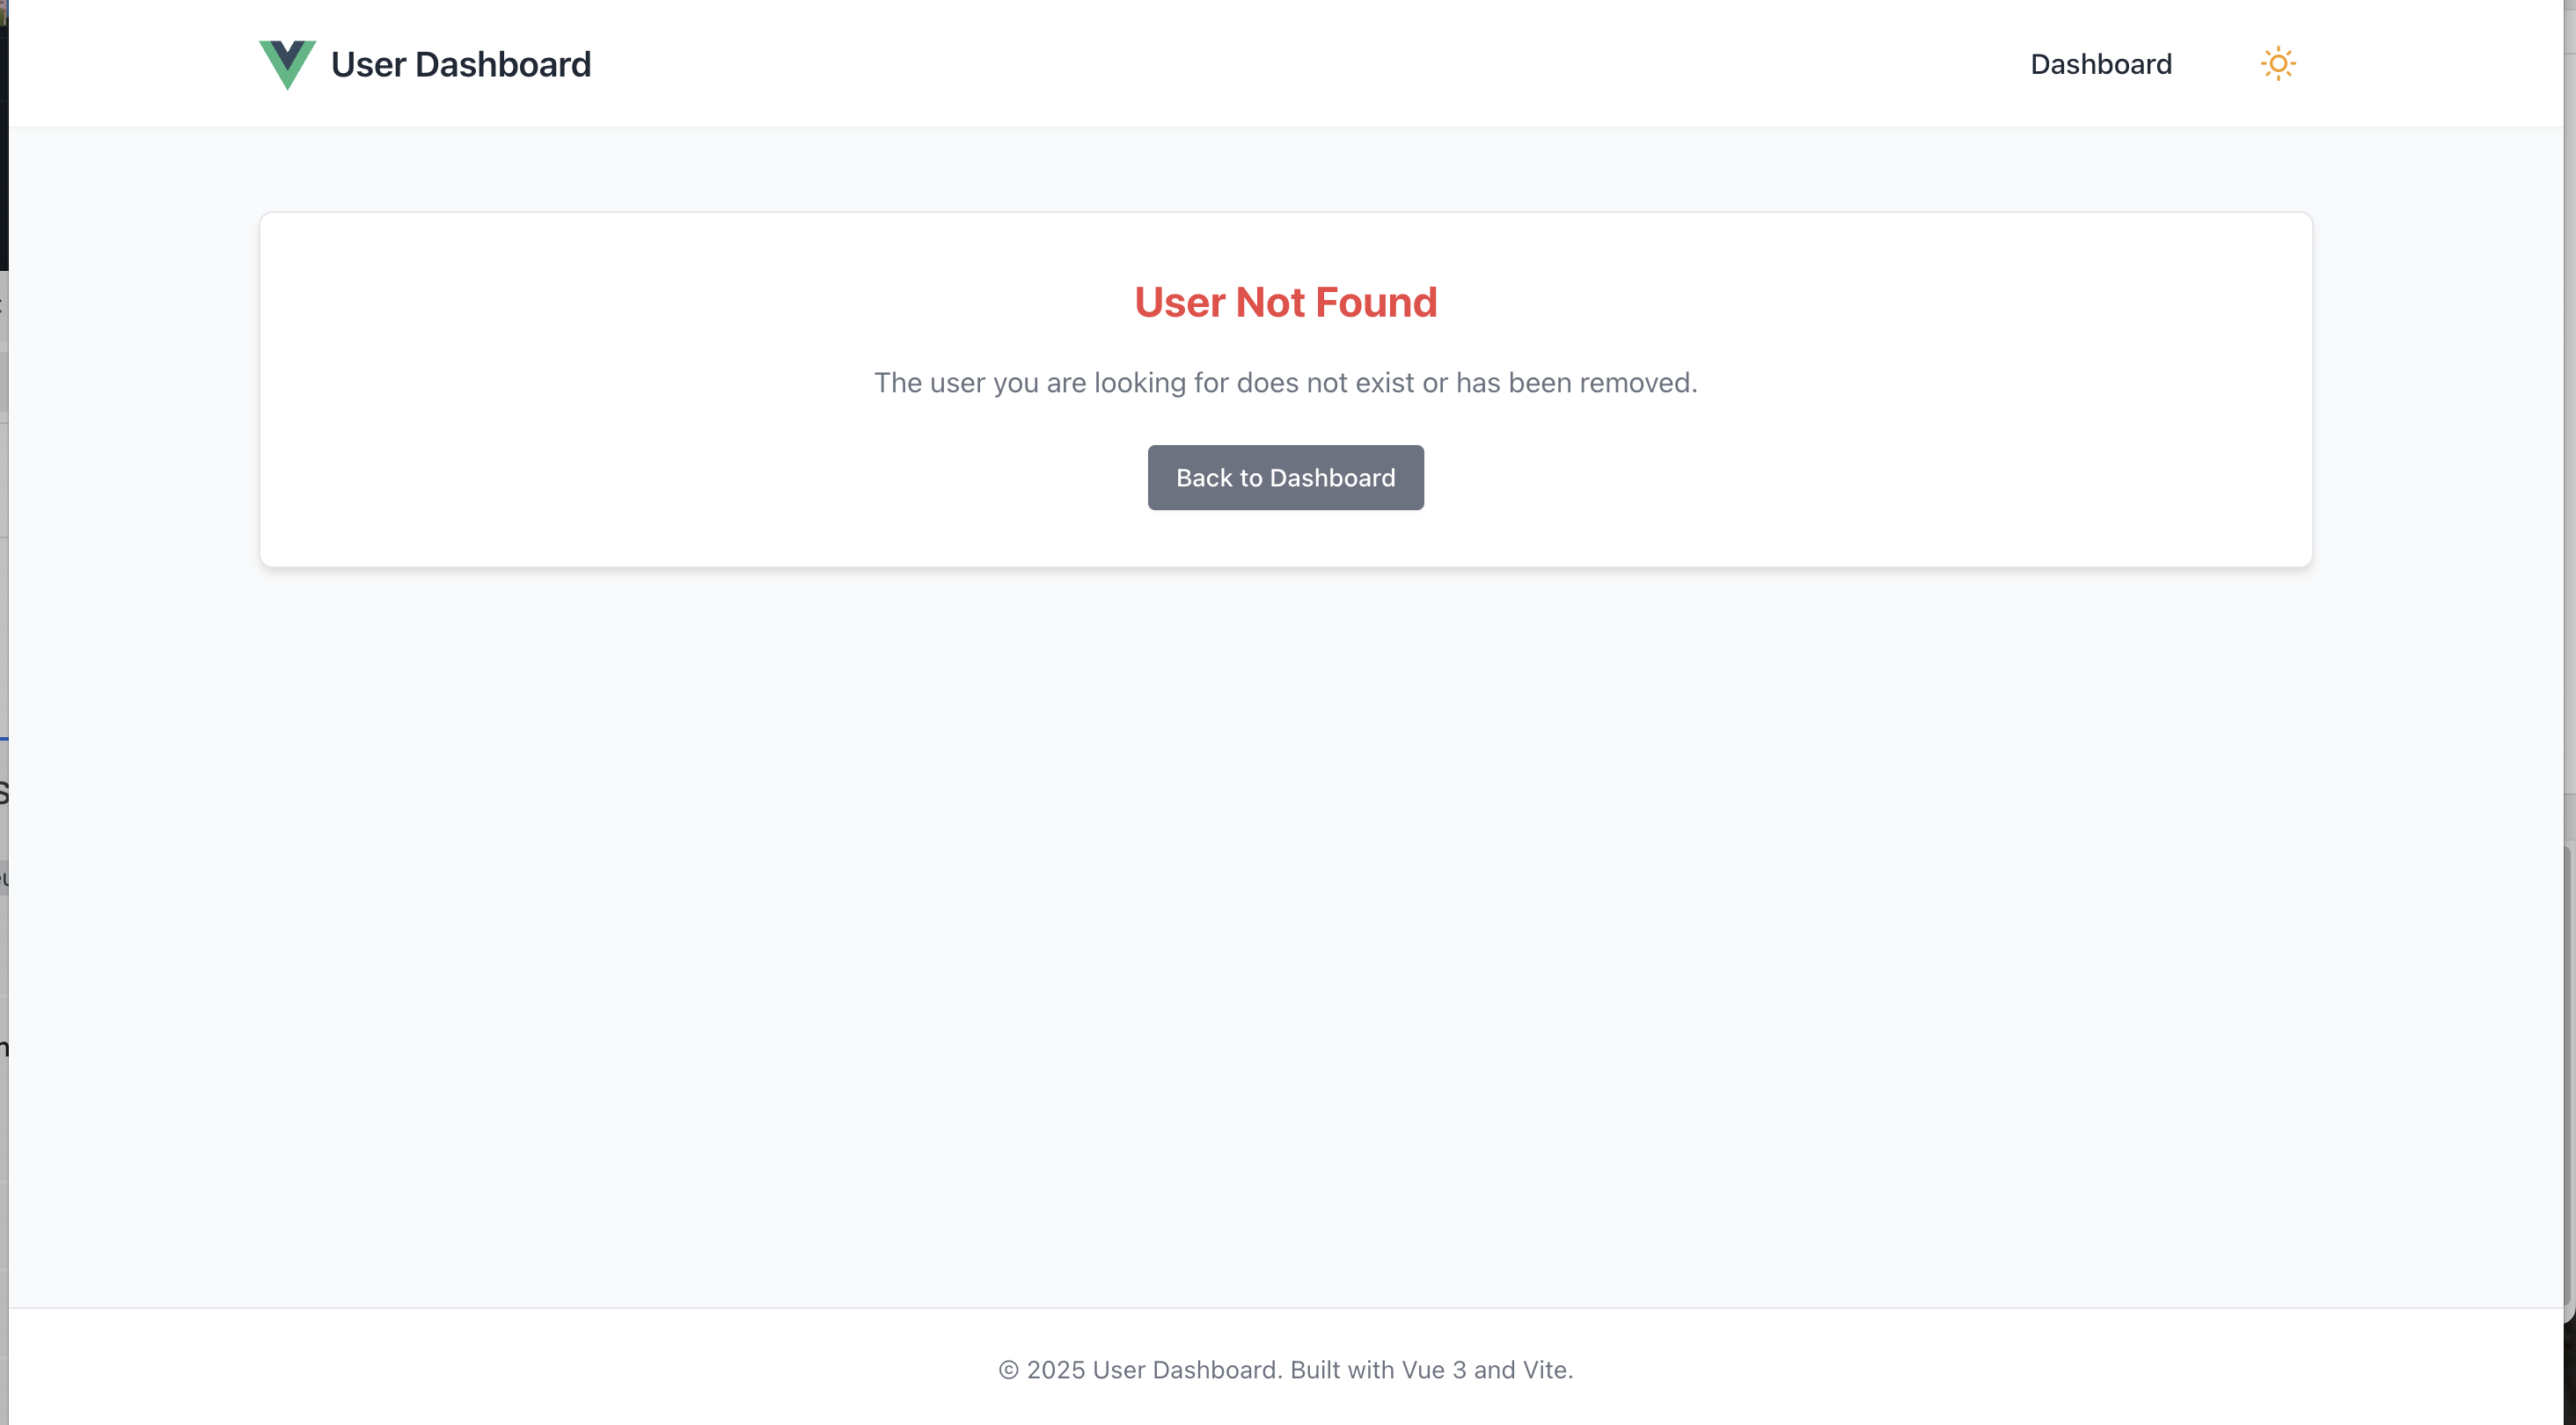 User Dashboard
Dashboard
User Not Found
The user you are looking for does not exist or has been removed.
Back to Dashboard
© 2025 User Dashboard. Built with Vue 3 and Vite.